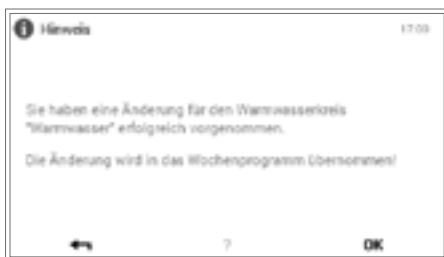 Hinweis
17:03
Sie haben eine Änderung für den Warmwasserkreis
"Warmwasser" erfolgreich vorgenommen.
Die Änderung wird in das Wochenprogramm übernommen!
?
OK